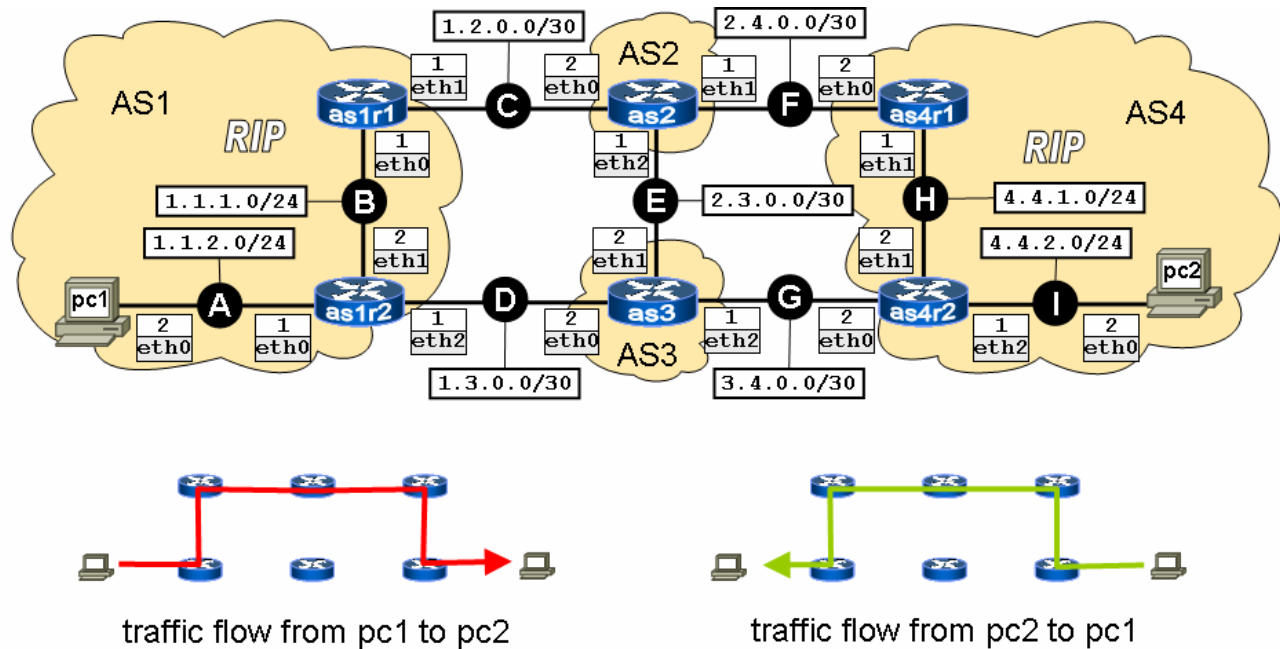 1.2.0.0/30
2.4.0.0/30
AS1
AS2
AS4
1
eth1
2
eth0
1
eth1
2
eth0
as1r1
C
as2
F
as4r1
RIP
RIP
1
eth0
1
eth2
1
eth1
1.1.1.0/24
B
E
2.3.0.0/30
H
4.4.1.0/24
1.1.2.0/24
2
eth1
2
eth1
2
eth1
4.4.2.0/24
pc1
A
as1r2
D
as3
G
as4r2
I
pc2
2
eth0
1
eth0
1
eth2
2
eth0
AS3
1
eth2
2
eth0
1
eth2
2
eth0
1.3.0.0/30
3.4.0.0/30
traffic flow from pc1 to pc2
traffic flow from pc2 to pc1